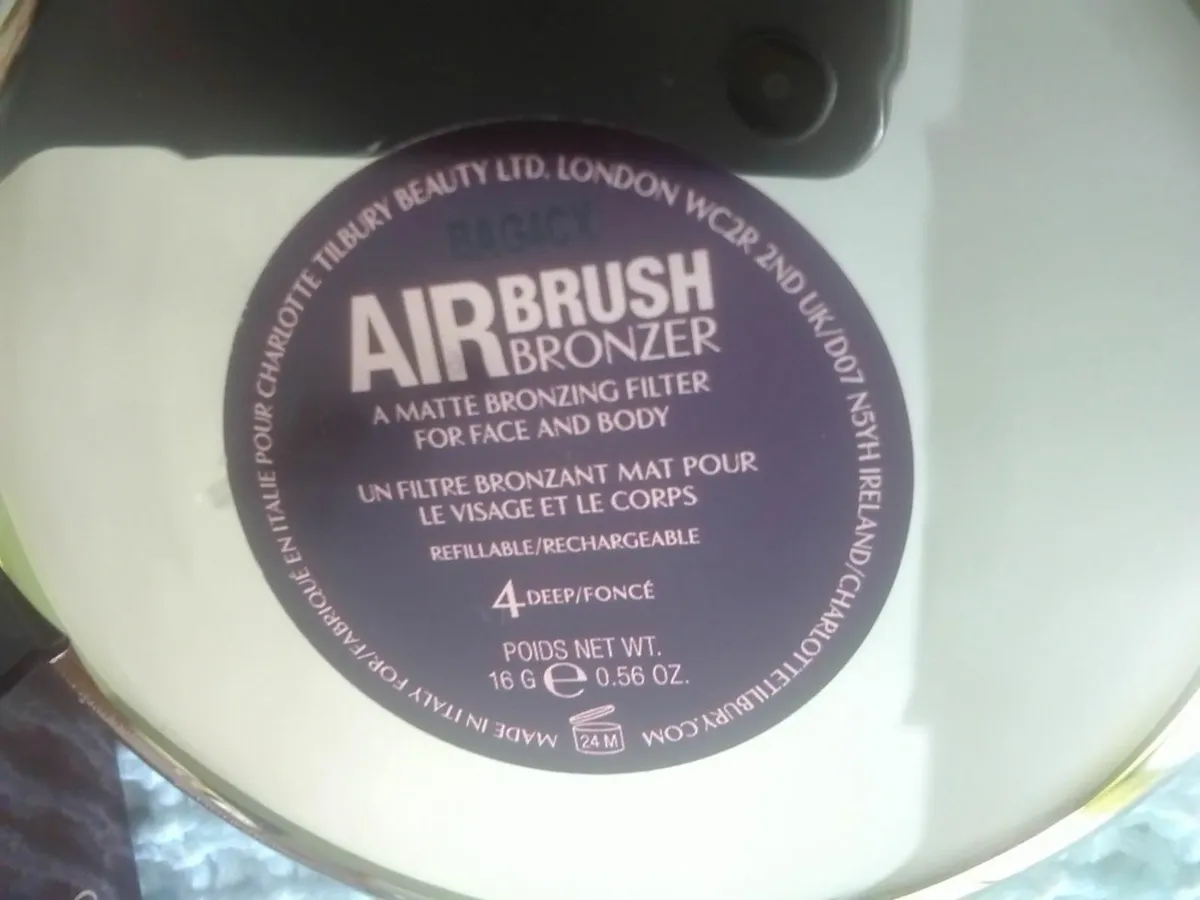 MADE IN ITALY FOR/FABRIQUÉ EN ITALIE POUR CHARLOTTE TILBURY BEAUTY LTD. LONDON WC2R 2ND UK/D07 N5YH IRELAND/CHARLOTTETILBURY.COM
AIRBRUSH
BRONZER
A MATTE BRONZING FILTER
FOR FACE AND BODY
UN FILTRE BRONZANT MAT POUR
LE VISAGE ET LE CORPS
REFILLABLE/RECHARGEABLE
4 DEEP/FONCÉ
POIDS NET WT.
16 G e 0.56 OZ.
24 M